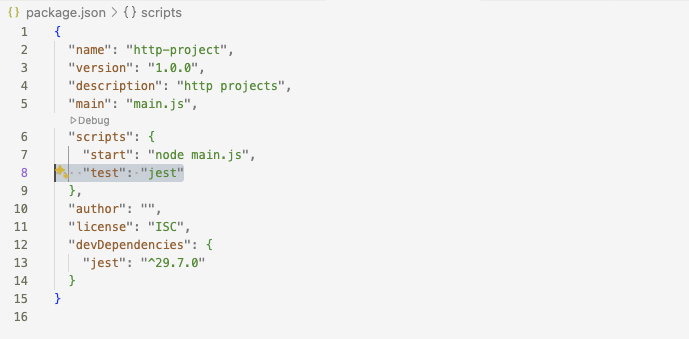 {} package.json > {} scripts
1 {
2 "name": "http-project",
3 "version": "1.0.0",
4 "description": "http projects",
5 "main": "main.js",
▷Debug
6 "scripts": {
7 "start": "node main.js",
8 "test": "jest"
9 },
10 "author": "",
11 "license": "ISC",
12 "devDependencies": {
13 "jest": "^29.7.0"
14 }
15 }
16